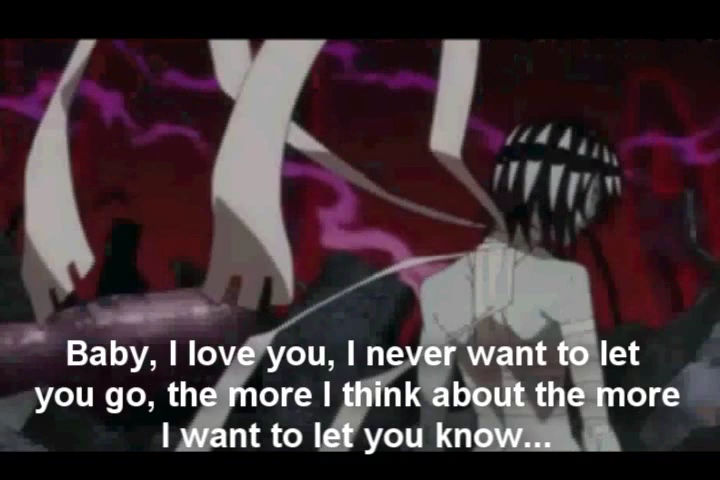 Baby, I love you, I never want to let
you go, the more I think about the more
I want to let you know...